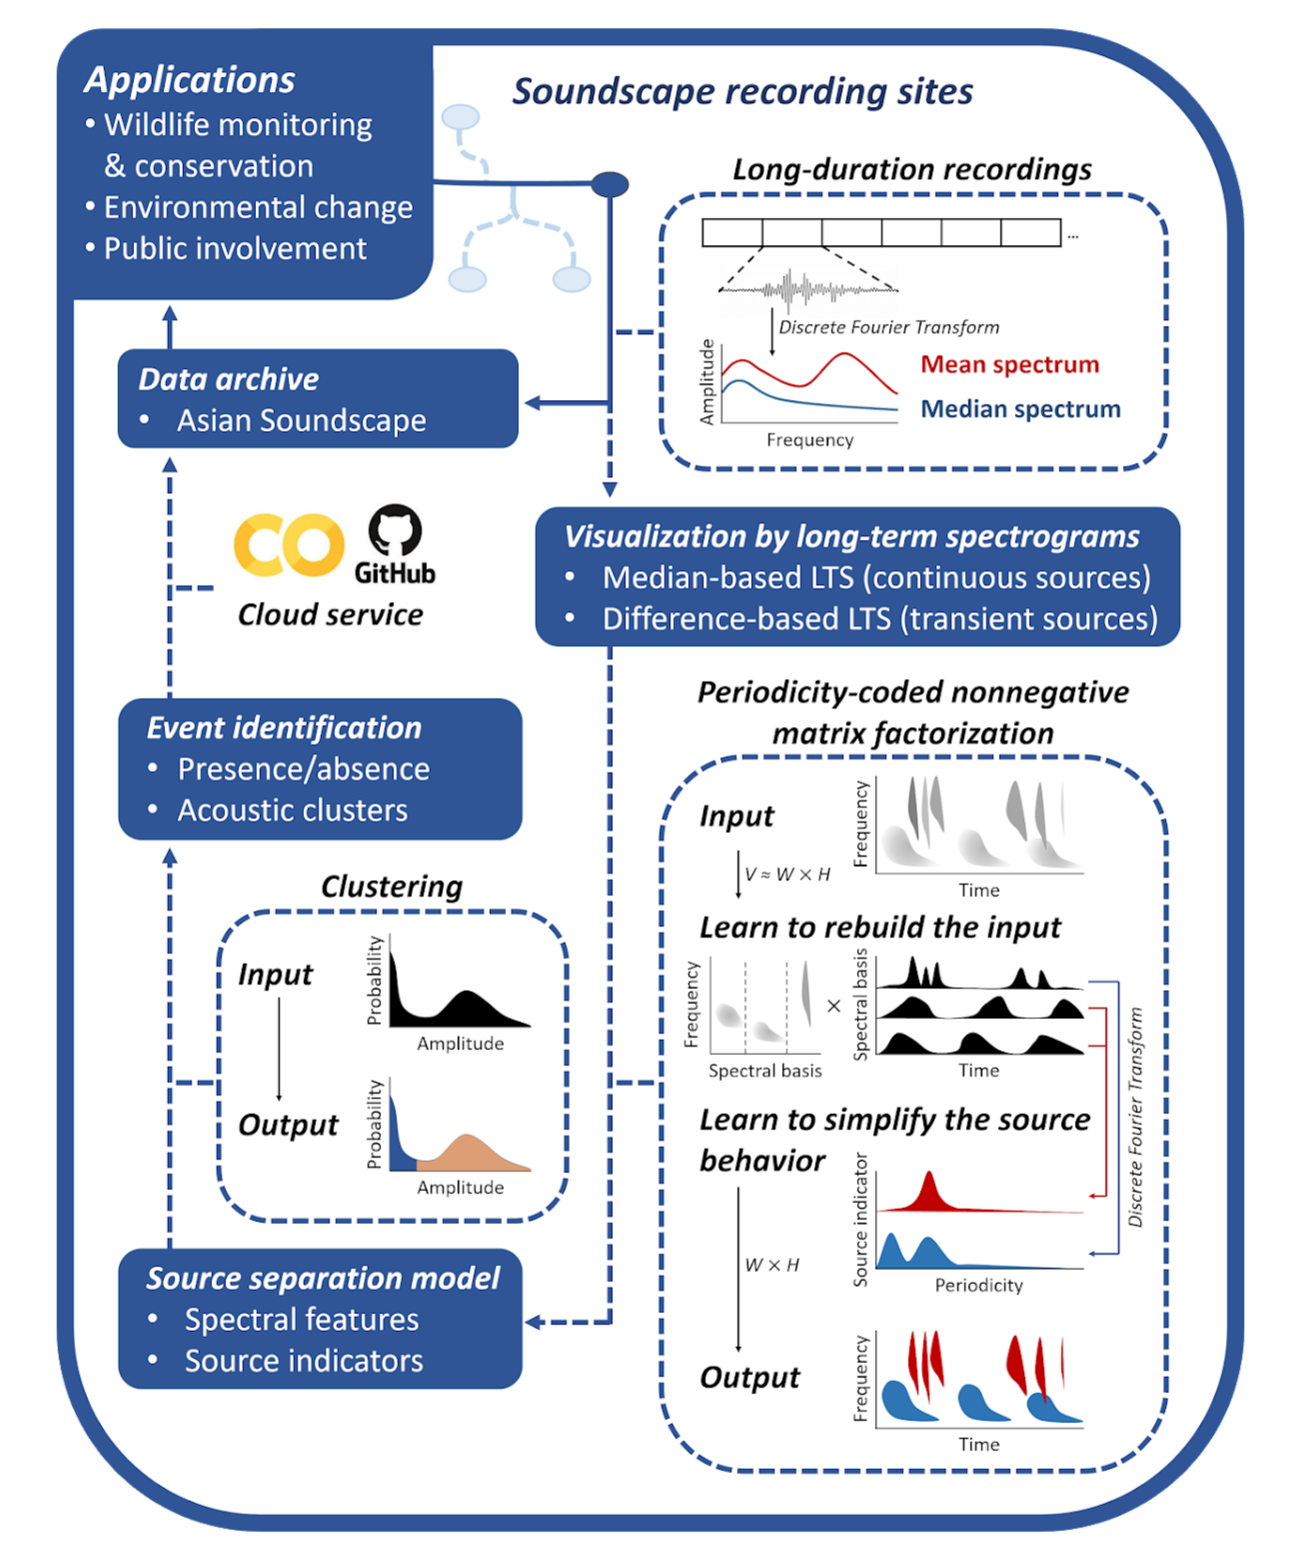 Applications
• Wildlife monitoring
& conservation
• Environmental change
• Public involvement
Soundscape recording sites
Long-duration recordings
...
Discrete Fourier Transform
Amplitude
Frequency
Mean spectrum
Median spectrum
Data archive
• Asian Soundscape
CO
GitHub
Cloud service
Visualization by long-term spectrograms
• Median-based LTS (continuous sources)
• Difference-based LTS (transient sources)
Event identification
• Presence/absence
• Acoustic clusters
Clustering
Input
Probability
Amplitude
Output
Probability
Amplitude
Source separation model
• Spectral features
• Source indicators
Periodicity-coded nonnegative
matrix factorization
Input
Frequency
Time
V ≈ W × H
Learn to rebuild the input
Frequency
Spectral basis
×
Spectral basis
Time
Discrete Fourier Transform
Learn to simplify the source
behavior
Source indicator
Periodicity
W × H
Output
Frequency
Time